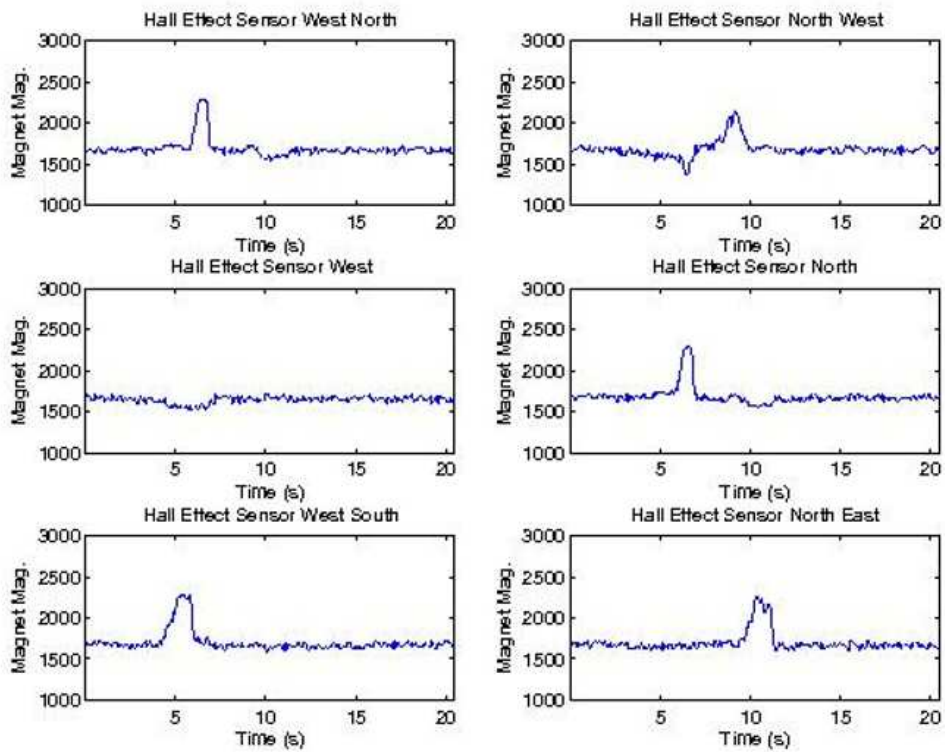 Hall Effect Sensor West North
Magnet Mag.
3000
2500
2000
1500
1000
5 10 15 20
Time (s)
Hall Effect Sensor North West
Magnet Mag.
3000
2500
2000
1500
1000
5 10 15 20
Time (s)
Hall Effect Sensor West
Magnet Mag.
3000
2500
2000
1500
1000
5 10 15 20
Time (s)
Hall Effect Sensor North
Magnet Mag.
3000
2500
2000
1500
1000
5 10 15 20
Time (s)
Hall Effect Sensor West South
Magnet Mag.
3000
2500
2000
1500
1000
5 10 15 20
Time (s)
Hall Effect Sensor North East
Magnet Mag.
3000
2500
2000
1500
1000
5 10 15 20
Time (s)